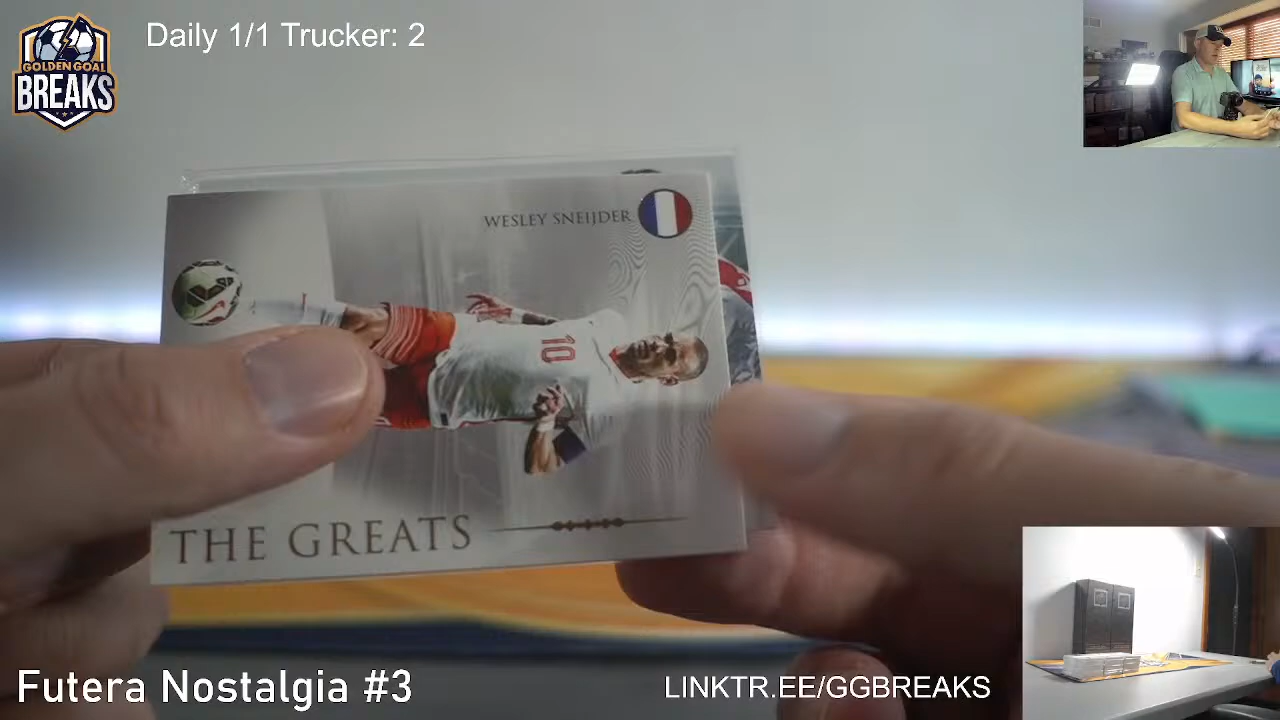 GOLDEN GOAL
BREAKS
Daily 1/1 Trucker: 2
WESLEY SNEIJDER
10
THE GREATS
Futera Nostalgia #3
LINKTR.EE/GGBREAKS